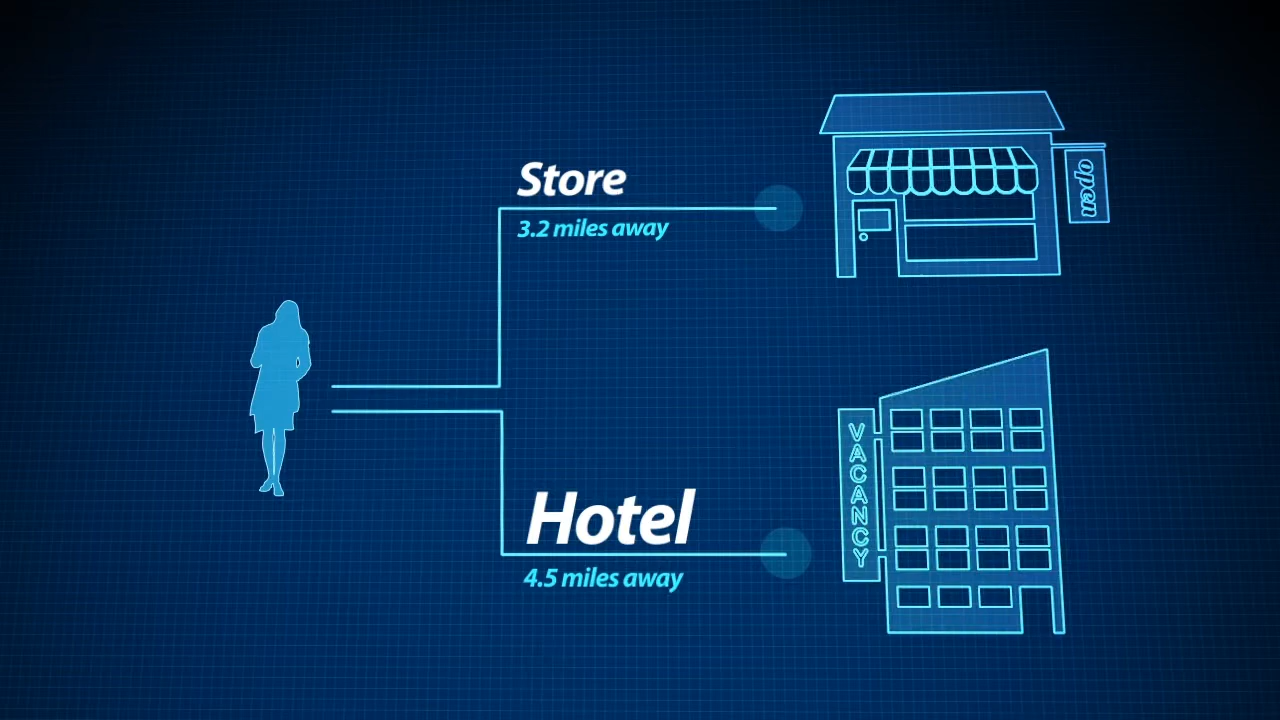 Store
3.2 miles away
open
Hotel
4.5 miles away
VACANCY